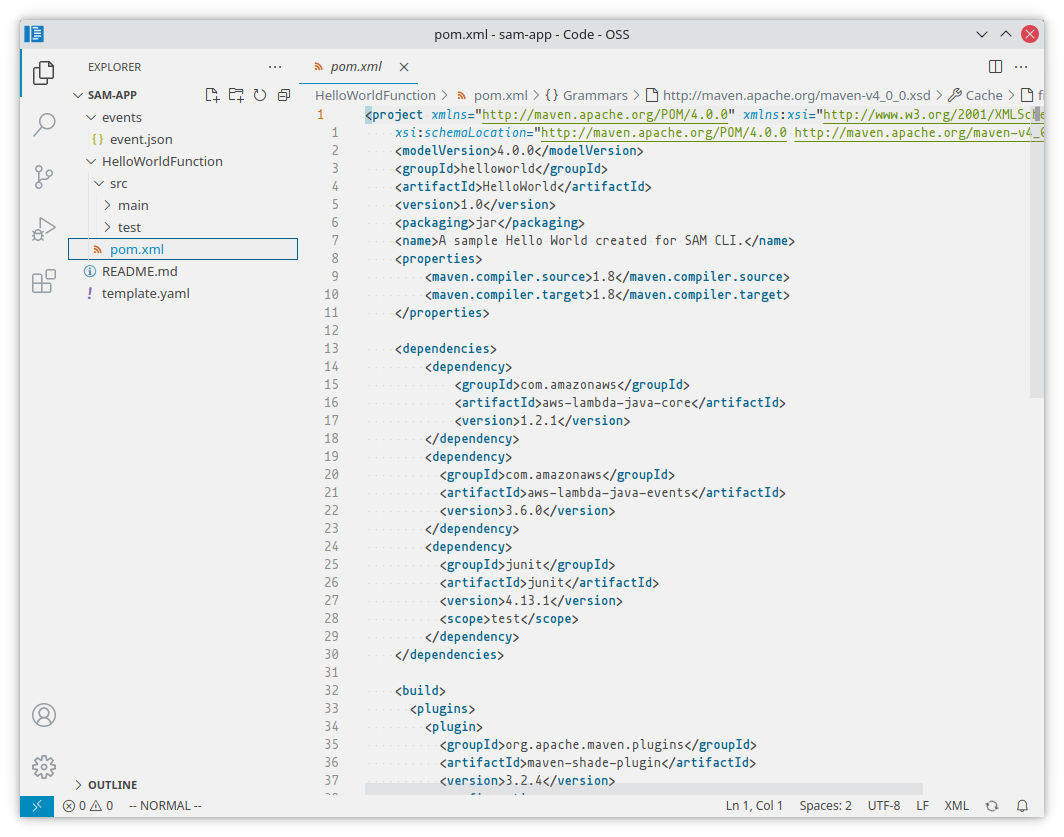 pom.xml - sam-app - Code - OSS
EXPLORER
SAM-APP
events
{} event.json
HelloWorldFunction
src
main
test
pom.xml
README.md
! template.yaml
OUTLINE
pom.xml
HelloWorldFunction > pom.xml > {} Grammars > http://maven.apache.org/maven-v4_0_0.xsd > Cache >
1 <project xmlns="http://maven.apache.org/POM/4.0.0" xmlns:xsi="http://www.w3.org/2001/XMLSche
1 xsi:schemaLocation="http://maven.apache.org/POM/4.0.0 http://maven.apache.org/maven-v4_0
2 <modelVersion>4.0.0</modelVersion>
3 <groupId>helloworld</groupId>
4 <artifactId>HelloWorld</artifactId>
5 <version>1.0</version>
6 <packaging>jar</packaging>
7 <name>A sample Hello World created for SAM CLI.</name>
8 <properties>
9 <maven.compiler.source>1.8</maven.compiler.source>
10 <maven.compiler.target>1.8</maven.compiler.target>
11 </properties>
12
13 <dependencies>
14 <dependency>
15 <groupId>com.amazonaws</groupId>
16 <artifactId>aws-lambda-java-core</artifactId>
17 <version>1.2.1</version>
18 </dependency>
19 <dependency>
20 <groupId>com.amazonaws</groupId>
21 <artifactId>aws-lambda-java-events</artifactId>
22 <version>3.6.0</version>
23 </dependency>
24 <dependency>
25 <groupId>junit</groupId>
26 <artifactId>junit</artifactId>
27 <version>4.13.1</version>
28 <scope>test</scope>
29 </dependency>
30 </dependencies>
31
32 <build>
33 <plugins>
34 <plugin>
35 <groupId>org.apache.maven.plugins</groupId>
36 <artifactId>maven-shade-plugin</artifactId>
37 <version>3.2.4</version>
0 0 -- NORMAL -- Ln 1, Col 1 Spaces: 2 UTF-8 LF XML